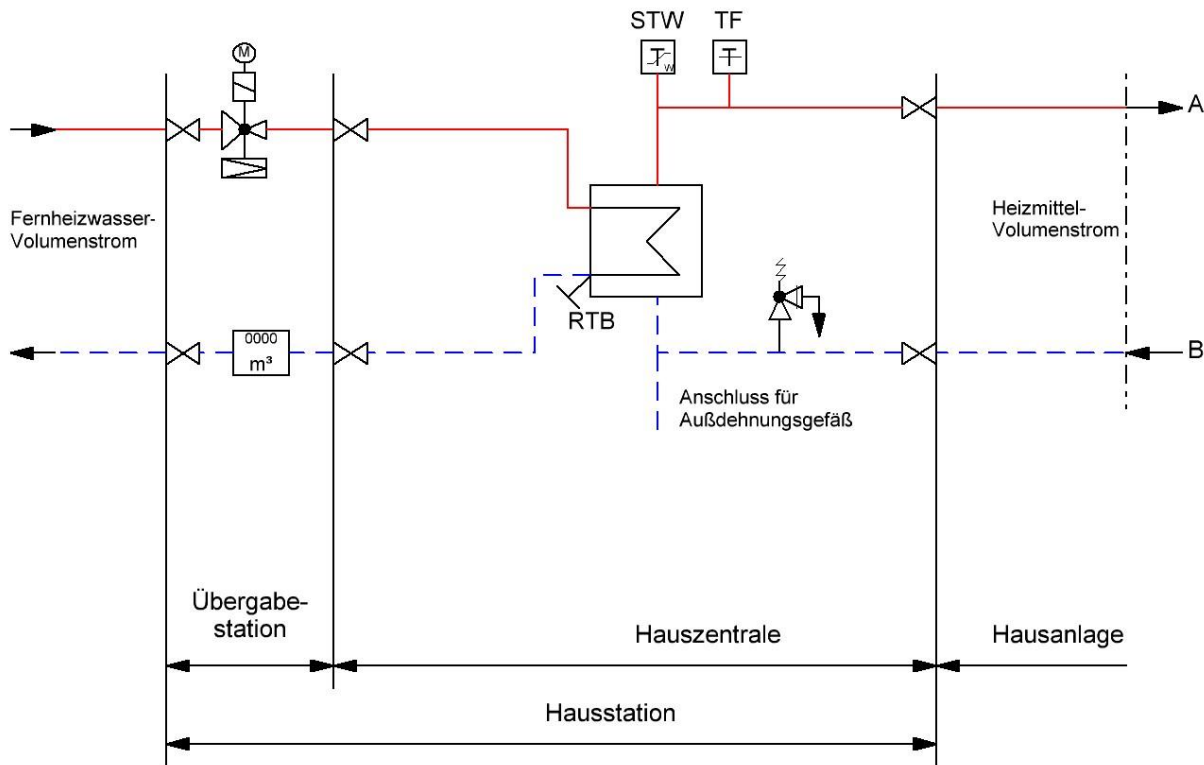 STW
TF
M
T
W
T
A
Fernheizwasser-
Volumenstrom
Heizmittel-
Volumenstrom
RTB
0000
m³
B
Anschluss für
Außdehnungsgefäß
Übergabe-
station
Hauszentrale
Hausanlage
Hausstation